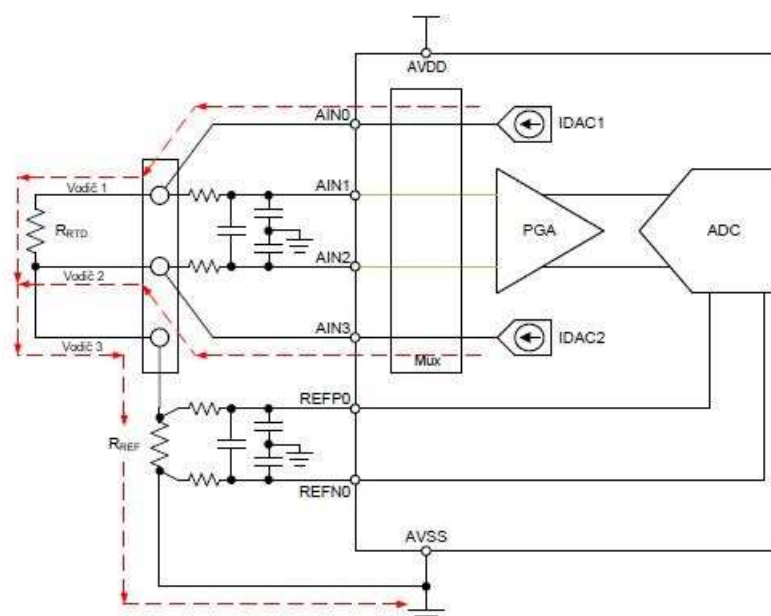 AVDD
AIN0
IDAC1
Vodič 1
AIN1
RRTD
PGA
ADC
AIN2
Vodič 2
AIN3
IDAC2
Vodič 3
Mux
REFP0
RREF
REFN0
AVSS